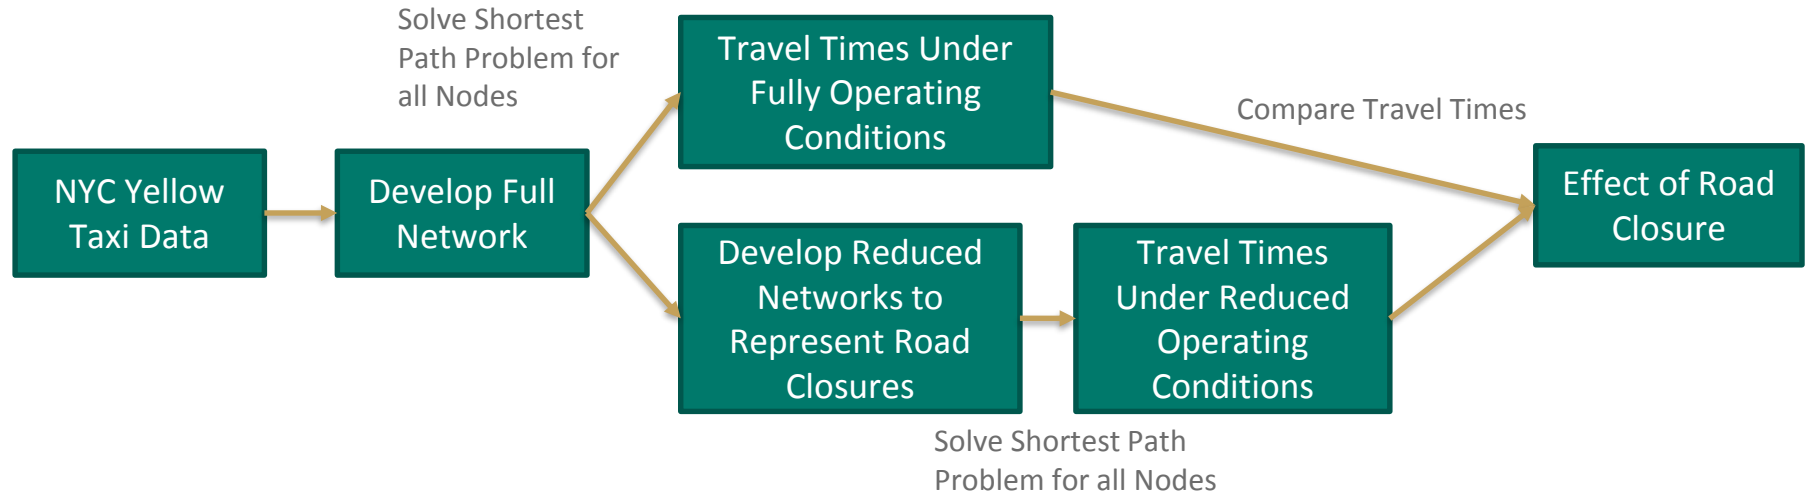 Solve Shortest
Path Problem for
all Nodes
Travel Times Under
Fully Operating
Conditions
Compare Travel Times
NYC Yellow
Taxi Data
Develop Full
Network
Effect of Road
Closure
Develop Reduced
Networks to
Represent Road
Closures
Travel Times
Under Reduced
Operating
Conditions
Solve Shortest Path
Problem for all Nodes